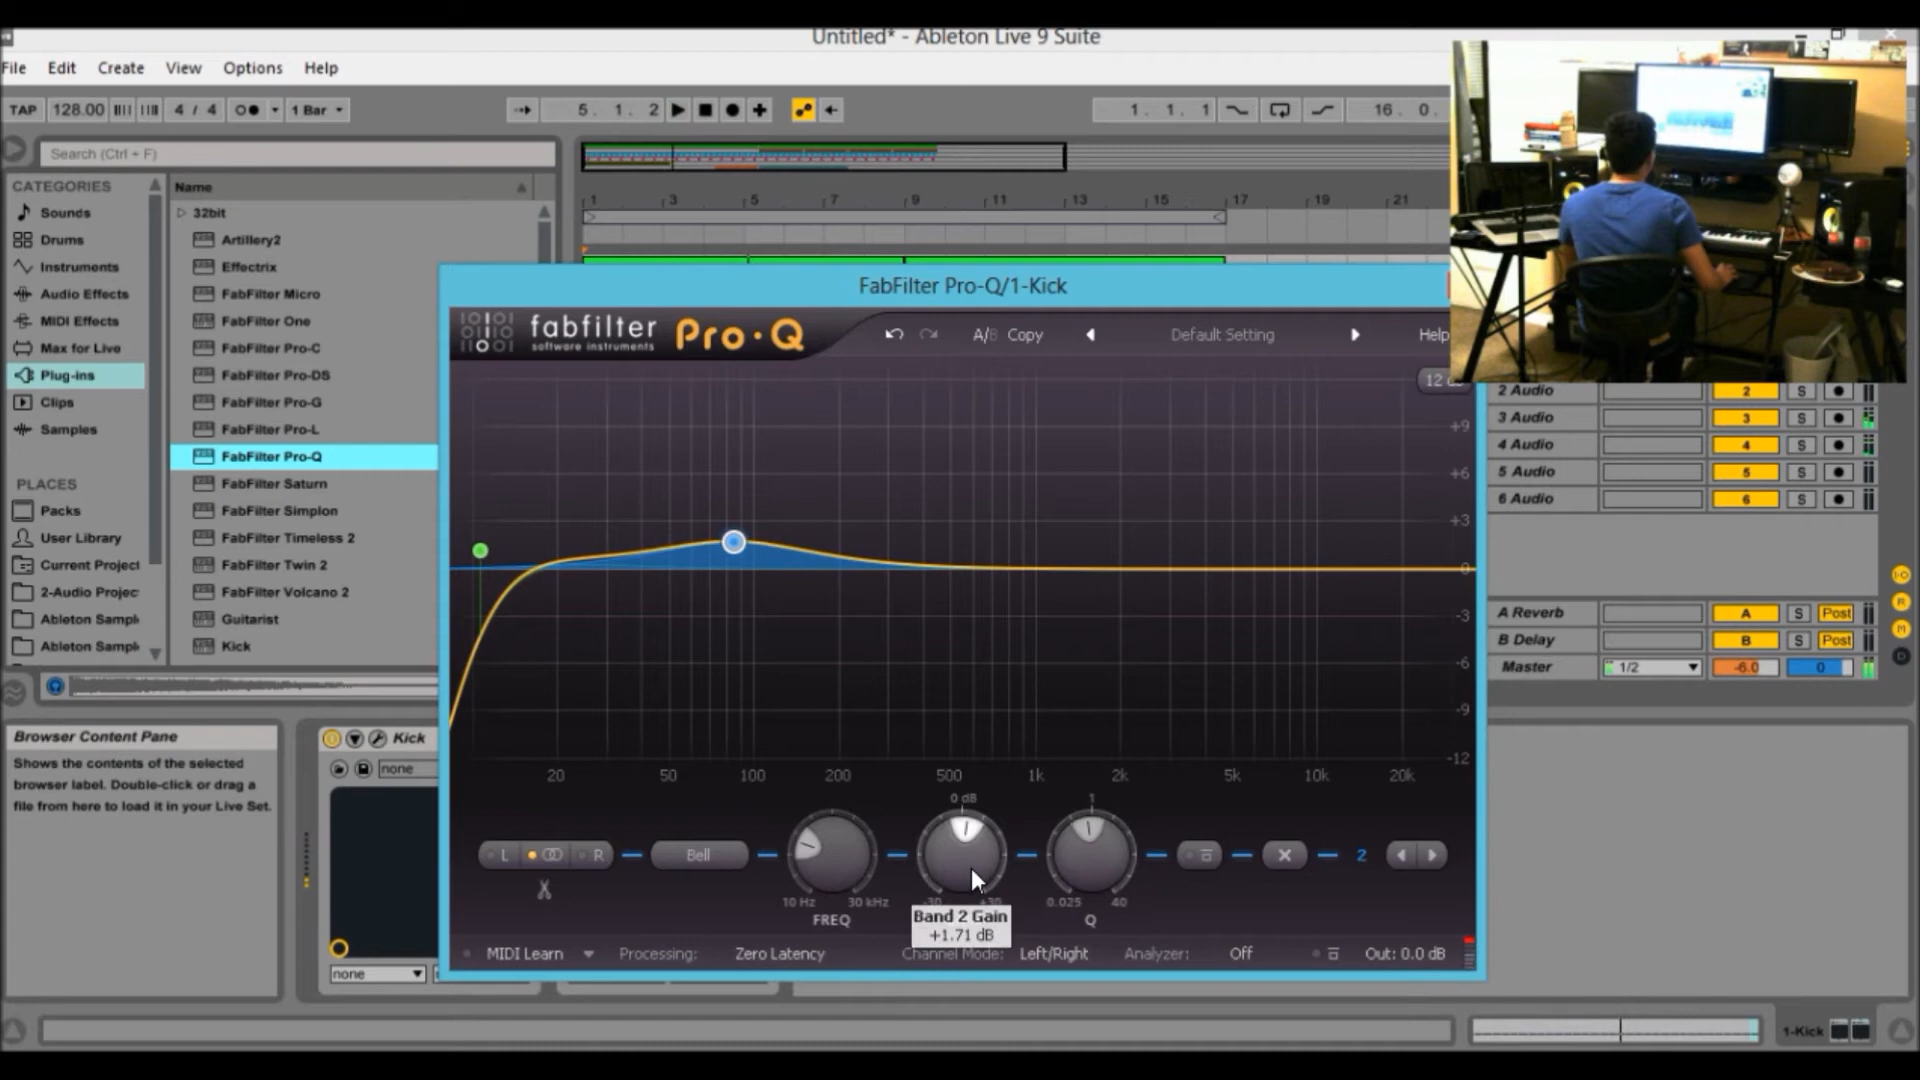 Untitled* - Ableton Live 9 Suite
File Edit Create View Options Help
TAP 128.00 4 / 4 1 Bar 5. 1. 2 1. 1. 1 16. 0.
Search (Ctrl + F)
CATEGORIES
Sounds
Drums
Instruments
Audio Effects
MIDI Effects
Max for Live
Plug-ins
Clips
Samples
PLACES
Packs
User Library
Current Project
2-Audio Projec
Ableton Sampl
Ableton Sampl
Name
32bit
Artillery2
Effectrix
FabFilter Micro
FabFilter One
FabFilter Pro-C
FabFilter Pro-DS
FabFilter Pro-G
FabFilter Pro-L
FabFilter Pro-Q
FabFilter Saturn
FabFilter Simplon
FabFilter Timeless 2
FabFilter Twin 2
FabFilter Volcano 2
Guitarist
Kick
1 3 5 7 9 11 13 15 17 19 21
FabFilter Pro-Q/1-Kick
fabfilter
software instruments
Pro·Q
A/B Copy Default Setting Help
12 d
+9
+6
+3
0
-3
-6
-9
-12
20 50 100 200 500 1k 2k 5k 10k 20k
0 dB 1
L R Bell 2
10 Hz 30 kHz -30 +30 0.025 40
FREQ Q
Band 2 Gain
+1.71 dB
MIDI Learn Processing: Zero Latency Channel Mode: Left/Right Analyzer: Off Out: 0.0 dB
2 Audio 2 S
3 Audio 3 S
4 Audio 4 S
5 Audio 5 S
6 Audio 6 S
A Reverb A S Post
B Delay B S Post
Master 1/2 -6.0 0
I-O
R
M
D
Browser Content Pane
Shows the contents of the selected
browser label. Double-click or drag a
file from here to load it in your Live Set.
Kick
none
none
1-Kick